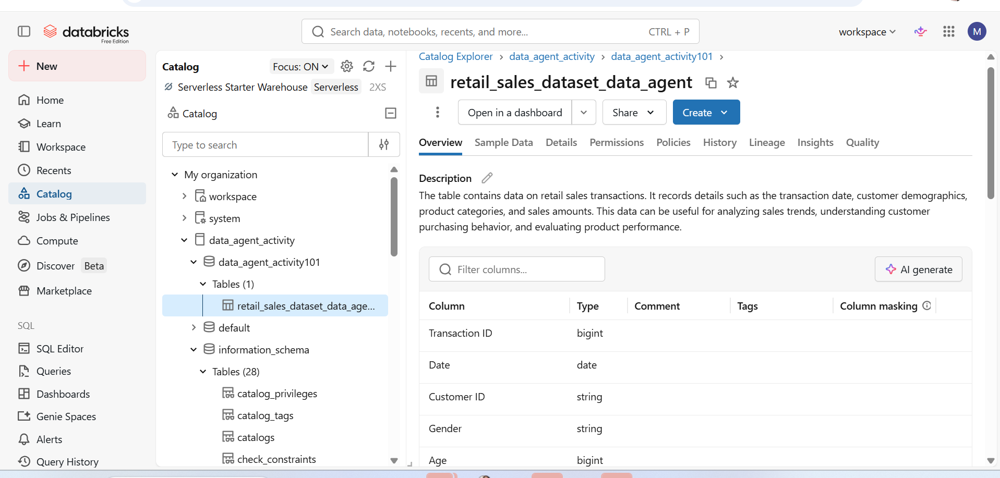 databricks
Free Edition
Search data, notebooks, recents, and more...
CTRL + P
workspace
M
New
Home
Learn
Workspace
Recents
Catalog
Jobs & Pipelines
Compute
Discover Beta
Marketplace
SQL
SQL Editor
Queries
Dashboards
Genie Spaces
Alerts
Query History
Catalog
Focus: ON
Serverless Starter Warehouse Serverless 2XS
Catalog
Type to search
My organization
workspace
system
data_agent_activity
data_agent_activity101
Tables (1)
retail_sales_dataset_data_age...
default
information_schema
Tables (28)
catalog_privileges
catalog_tags
catalogs
check_constraints
Catalog Explorer > data_agent_activity > data_agent_activity101 >
retail_sales_dataset_data_agent
Open in a dashboard
Share
Create
Overview Sample Data Details Permissions Policies History Lineage Insights Quality
Description
The table contains data on retail sales transactions. It records details such as the transaction date, customer demographics,
product categories, and sales amounts. This data can be useful for analyzing sales trends, understanding customer
purchasing behavior, and evaluating product performance.
Filter columns...
AI generate
Column Type Comment Tags Column masking
Transaction ID bigint
Date date
Customer ID string
Gender string
Age bigint